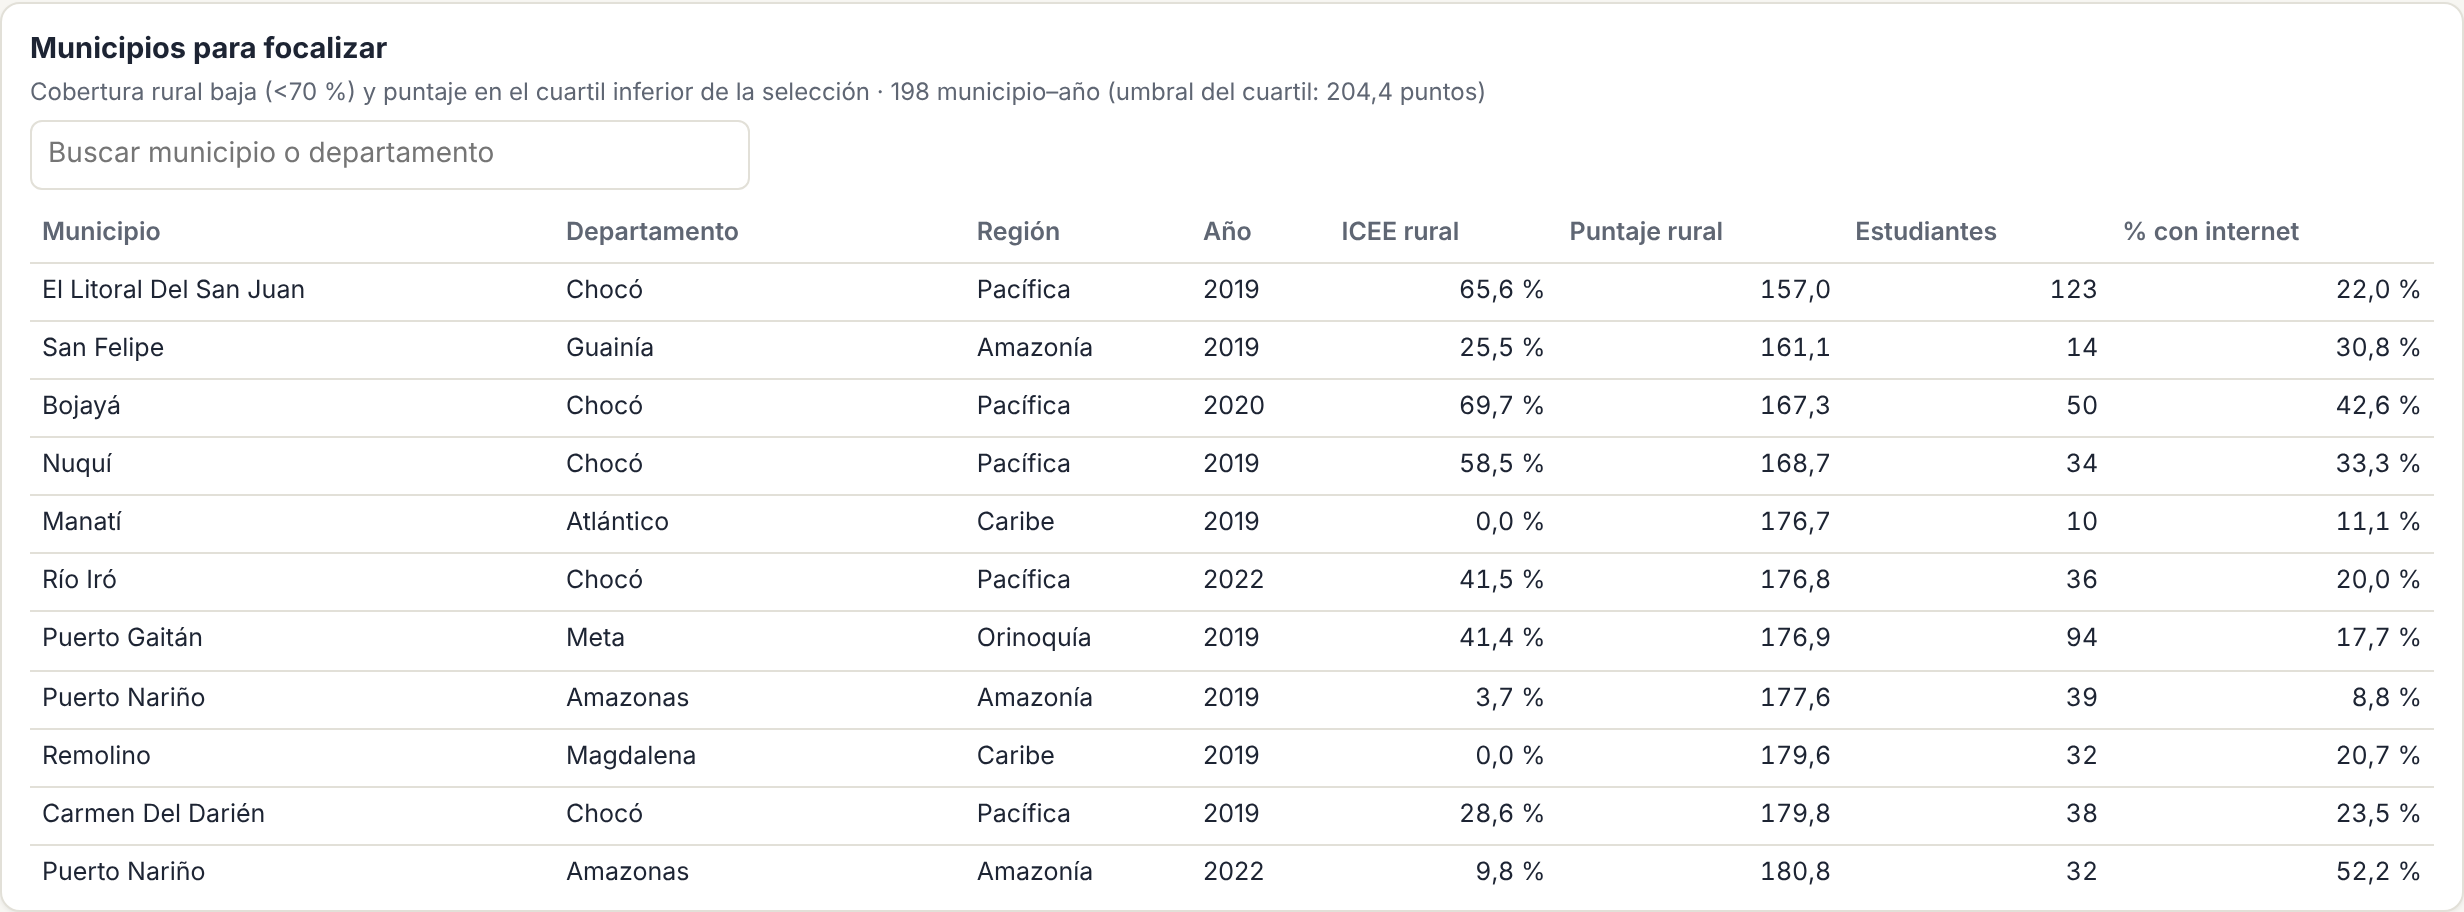 Municipios para focalizar
Cobertura rural baja (<70 %) y puntaje en el cuartil inferior de la selección · 198 municipio–año (umbral del cuartil: 204,4 puntos)
Buscar municipio o departamento
Municipio Departamento Región Año ICEE rural Puntaje rural Estudiantes % con internet
El Litoral Del San Juan Chocó Pacífica 2019 65,6 % 157,0 123 22,0 %
San Felipe Guainía Amazonía 2019 25,5 % 161,1 14 30,8 %
Bojayá Chocó Pacífica 2020 69,7 % 167,3 50 42,6 %
Nuquí Chocó Pacífica 2019 58,5 % 168,7 34 33,3 %
Manatí Atlántico Caribe 2019 0,0 % 176,7 10 11,1 %
Río Iró Chocó Pacífica 2022 41,5 % 176,8 36 20,0 %
Puerto Gaitán Meta Orinoquía 2019 41,4 % 176,9 94 17,7 %
Puerto Nariño Amazonas Amazonía 2019 3,7 % 177,6 39 8,8 %
Remolino Magdalena Caribe 2019 0,0 % 179,6 32 20,7 %
Carmen Del Darién Chocó Pacífica 2019 28,6 % 179,8 38 23,5 %
Puerto Nariño Amazonas Amazonía 2022 9,8 % 180,8 32 52,2 %